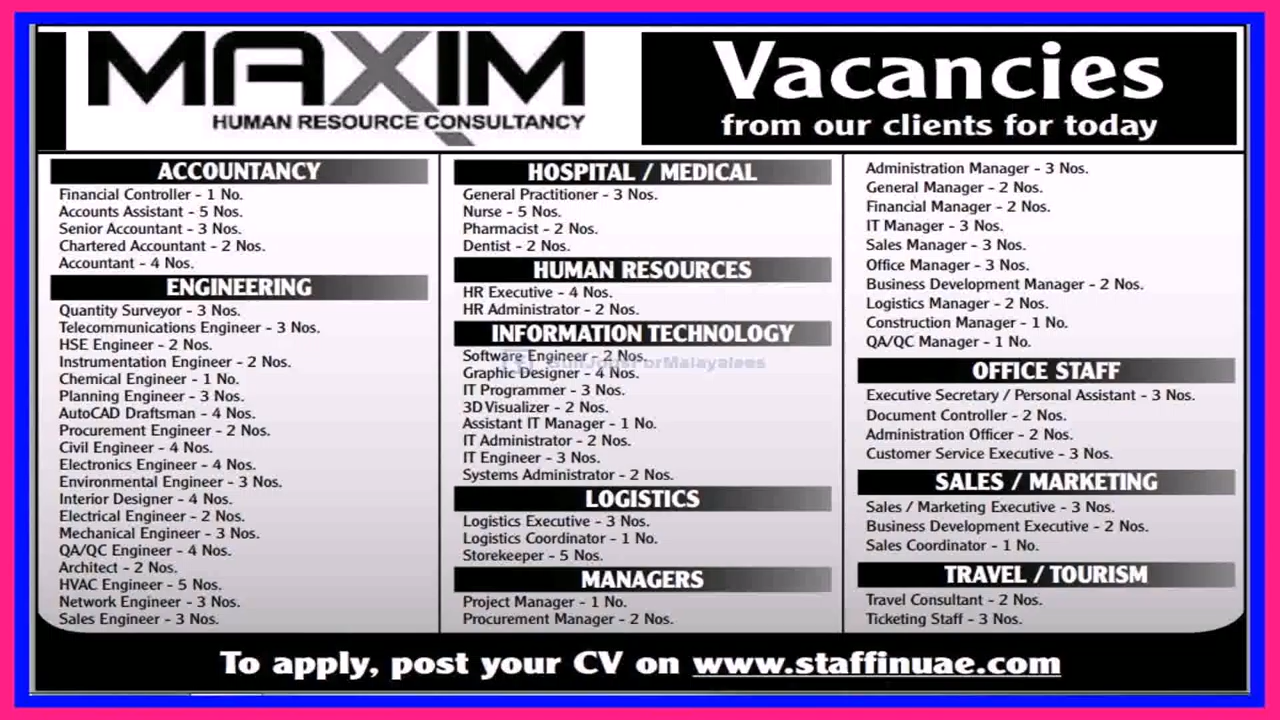 MAXIM
HUMAN RESOURCE CONSULTANCY
Vacancies
from our clients for today
ACCOUNTANCY
Financial Controller - 1 No.
Accounts Assistant - 5 Nos.
Senior Accountant - 3 Nos.
Chartered Accountant - 2 Nos.
Accountant - 4 Nos.
ENGINEERING
Quantity Surveyor - 3 Nos.
Telecommunications Engineer - 3 Nos.
HSE Engineer - 2 Nos.
Instrumentation Engineer - 2 Nos.
Chemical Engineer - 1 No.
Planning Engineer - 3 Nos.
AutoCAD Draftsman - 4 Nos.
Procurement Engineer - 2 Nos.
Civil Engineer - 4 Nos.
Electronics Engineer - 4 Nos.
Environmental Engineer - 3 Nos.
Interior Designer - 4 Nos.
Electrical Engineer - 2 Nos.
Mechanical Engineer - 3 Nos.
QA/QC Engineer - 4 Nos.
Architect - 2 Nos.
HVAC Engineer - 5 Nos.
Network Engineer - 3 Nos.
Sales Engineer - 3 Nos.
HOSPITAL / MEDICAL
General Practitioner - 3 Nos.
Nurse - 5 Nos.
Pharmacist - 2 Nos.
Dentist - 2 Nos.
HUMAN RESOURCES
HR Executive - 4 Nos.
HR Administrator - 2 Nos.
INFORMATION TECHNOLOGY
Software Engineer - 2 Nos.
GulfJobsForMalayalees
Graphic Designer - 4 Nos.
IT Programmer - 3 Nos.
3D Visualizer - 2 Nos.
Assistant IT Manager - 1 No.
IT Administrator - 2 Nos.
IT Engineer - 3 Nos.
Systems Administrator - 2 Nos.
LOGISTICS
Logistics Executive - 3 Nos.
Logistics Coordinator - 1 No.
Storekeeper - 5 Nos.
MANAGERS
Project Manager - 1 No.
Procurement Manager - 2 Nos.
Administration Manager - 3 Nos.
General Manager - 2 Nos.
Financial Manager - 2 Nos.
IT Manager - 3 Nos.
Sales Manager - 3 Nos.
Office Manager - 3 Nos.
Business Development Manager - 2 Nos.
Logistics Manager - 2 Nos.
Construction Manager - 1 No.
QA/QC Manager - 1 No.
OFFICE STAFF
Executive Secretary / Personal Assistant - 3 Nos.
Document Controller - 2 Nos.
Administration Officer - 2 Nos.
Customer Service Executive - 3 Nos.
SALES / MARKETING
Sales / Marketing Executive - 3 Nos.
Business Development Executive - 2 Nos.
Sales Coordinator - 1 No.
TRAVEL / TOURISM
Travel Consultant - 2 Nos.
Ticketing Staff - 3 Nos.
To apply, post your CV on www.staffinuae.com